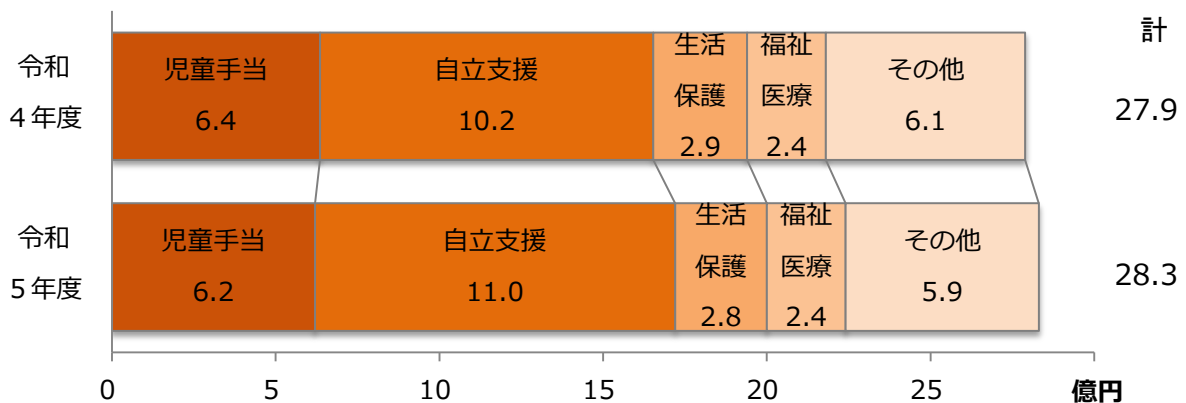 計
令和
4年度
児童手当
6.4
自立支援
10.2
生活
保護
2.9
福祉
医療
2.4
その他
6.1
27.9
令和
5年度
児童手当
6.2
自立支援
11.0
生活
保護
2.8
福祉
医療
2.4
その他
5.9
28.3
0 5 10 15 20 25 億円